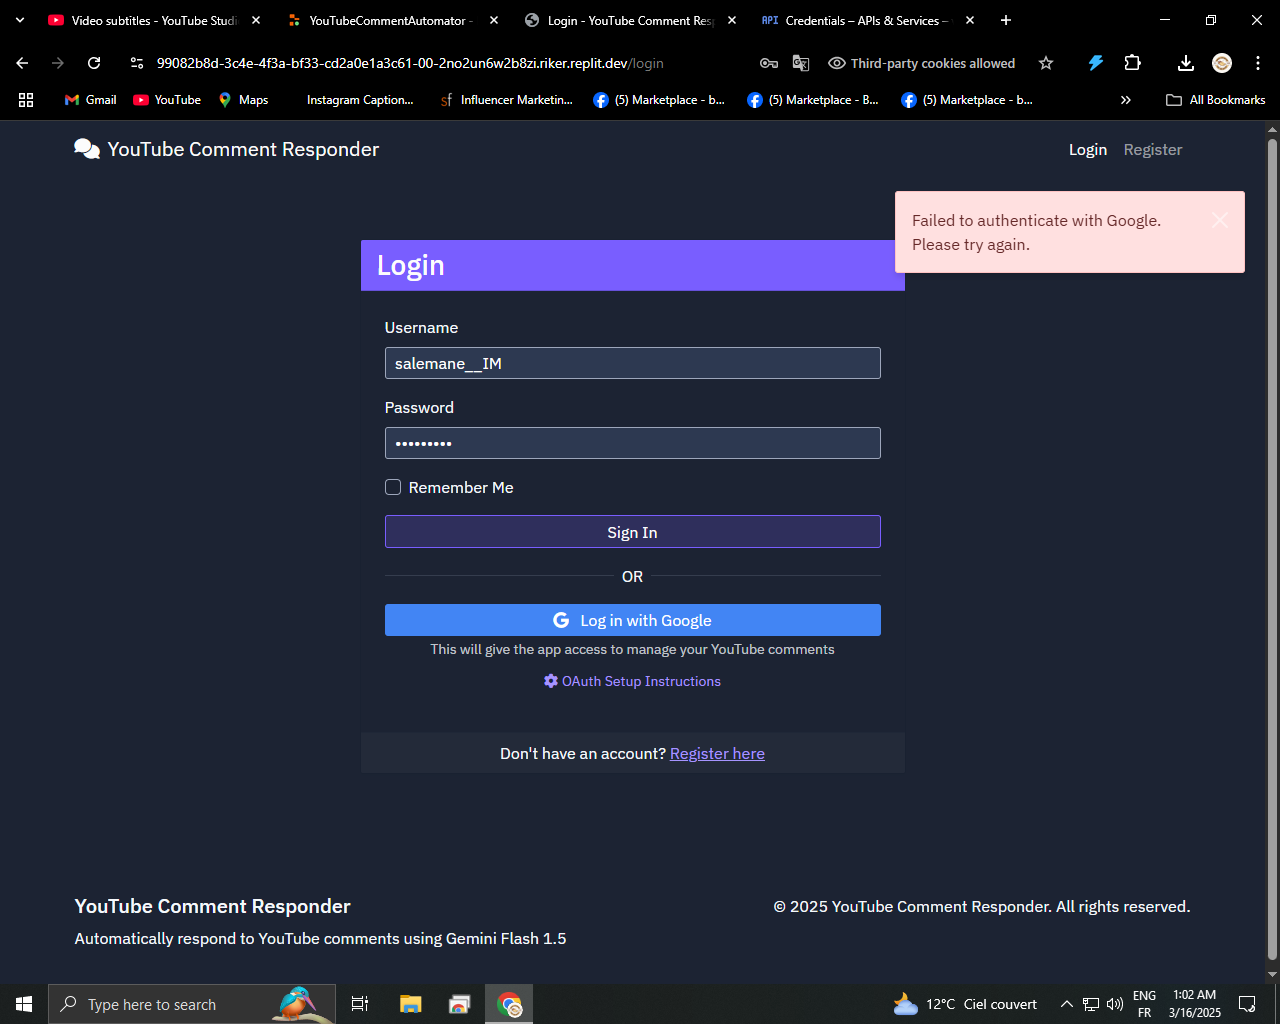 Video subtitles - YouTube Studi
YouTubeCommentAutomator -
Login - YouTube Comment Resp
API Credentials – APIs & Services –
99082b8d-3c4e-4f3a-bf33-cd2a0e1a3c61-00-2no2un6w2b8zi.riker.replit.dev/login
Third-party cookies allowed
Gmail
YouTube
Maps
Instagram Caption...
sf Influencer Marketin...
(5) Marketplace - b...
(5) Marketplace - B...
(5) Marketplace - b...
All Bookmarks
YouTube Comment Responder
Login
Register
Failed to authenticate with Google.
Please try again.
Login
Username
salemane__IM
Password
•••••••••
Remember Me
Sign In
OR
G Log in with Google
This will give the app access to manage your YouTube comments
OAuth Setup Instructions
Don't have an account? Register here
YouTube Comment Responder
© 2025 YouTube Comment Responder. All rights reserved.
Automatically respond to YouTube comments using Gemini Flash 1.5
Type here to search
12°C Ciel couvert
ENG
FR
1:02 AM
3/16/2025